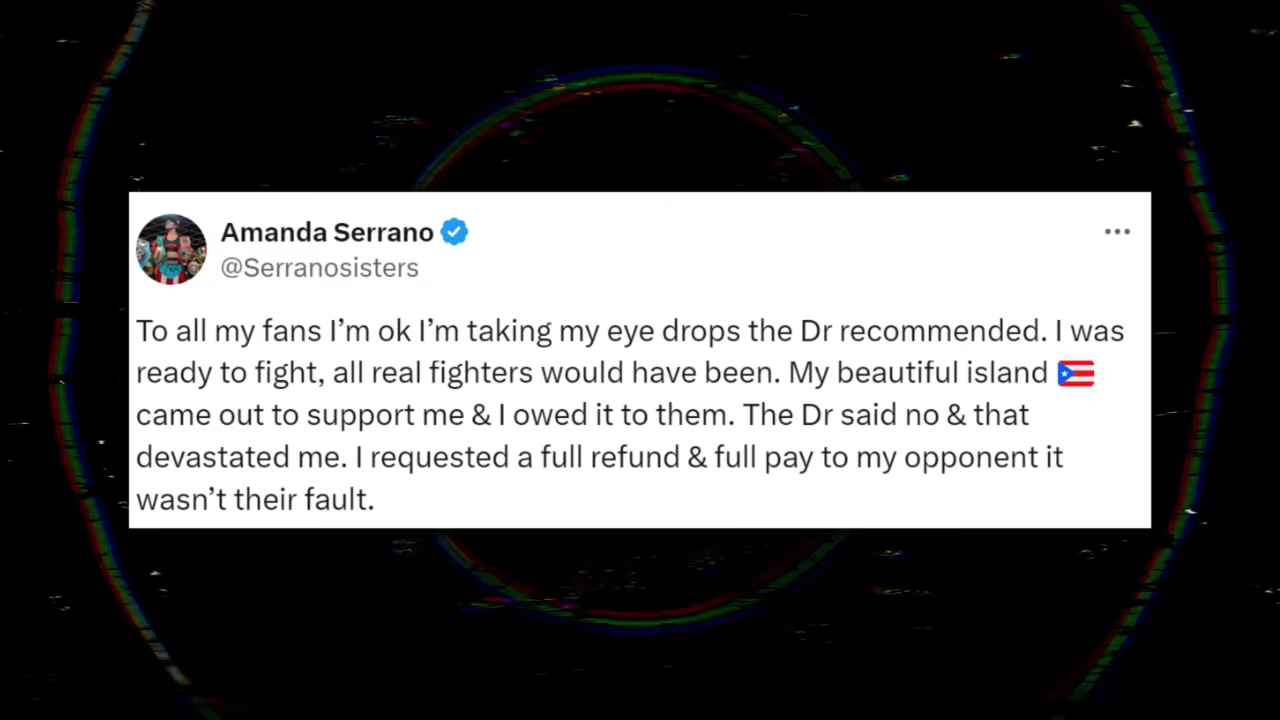 Amanda Serrano
@Serranosisters
To all my fans I’m ok I’m taking my eye drops the Dr recommended. I was
ready to fight, all real fighters would have been. My beautiful island 🇵🇷
came out to support me & I owed it to them. The Dr said no & that
devastated me. I requested a full refund & full pay to my opponent it
wasn’t their fault.